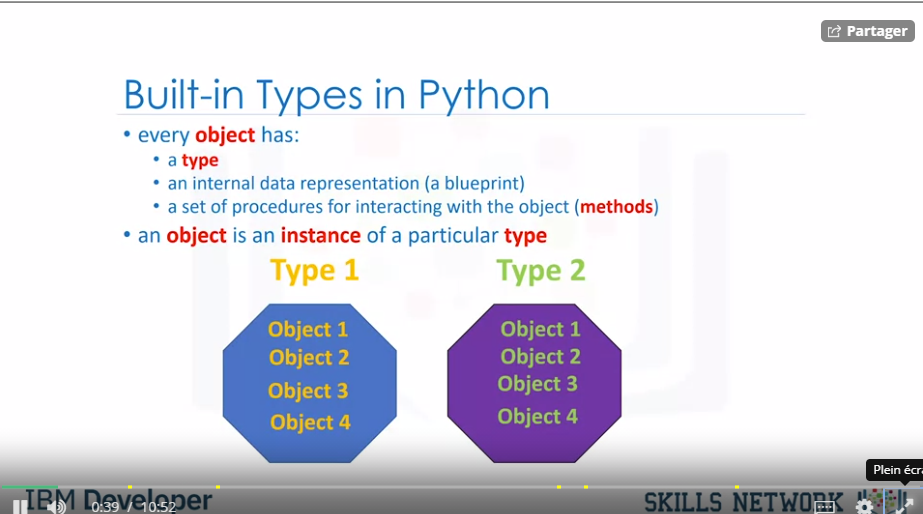 Partager
Built-in Types in Python
• every object has:
• a type
• an internal data representation (a blueprint)
• a set of procedures for interacting with the object (methods)
• an object is an instance of a particular type
Type 1
Type 2
Object 1
Object 2
Object 3
Object 4
Object 1
Object 2
Object 3
Object 4
Plein écra
IBM Developer
SKILLS NETWORK
0:39 / 10:52